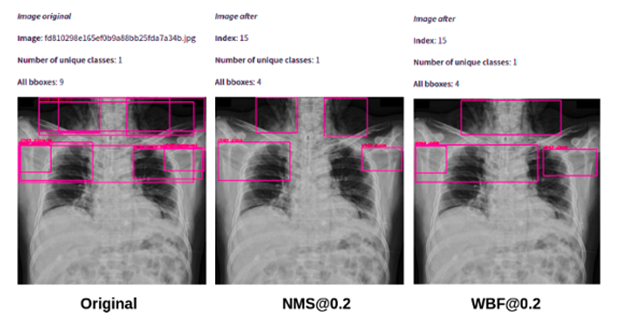 Image original
Image: fd810298e165ef0b9a88bb25fda7a34b.jpg
Number of unique classes: 1
All bboxes: 9
Image after
Index: 15
Number of unique classes: 1
All bboxes: 4
Image after
Index: 15
Number of unique classes: 1
All bboxes: 4
Original
NMS@0.2
WBF@0.2